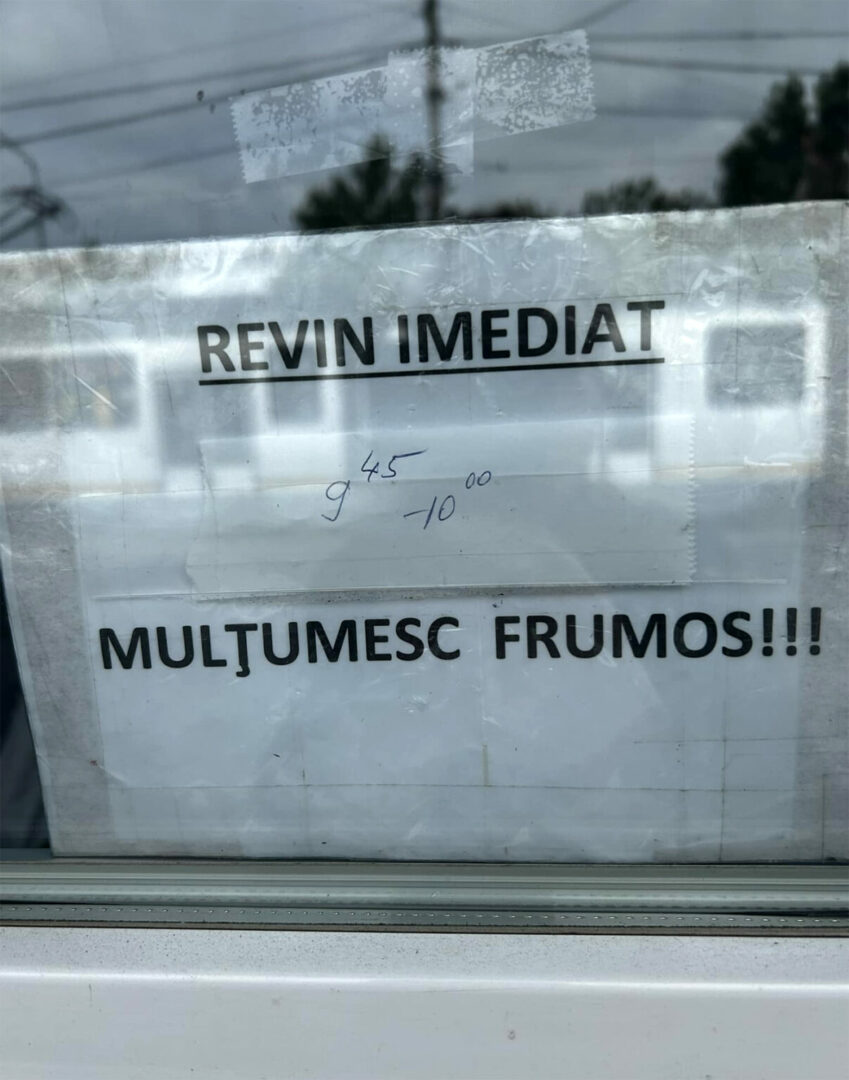 REVIN IMEDIAT
9⁴⁵ -10⁰⁰
MULŢUMESC FRUMOS!!!